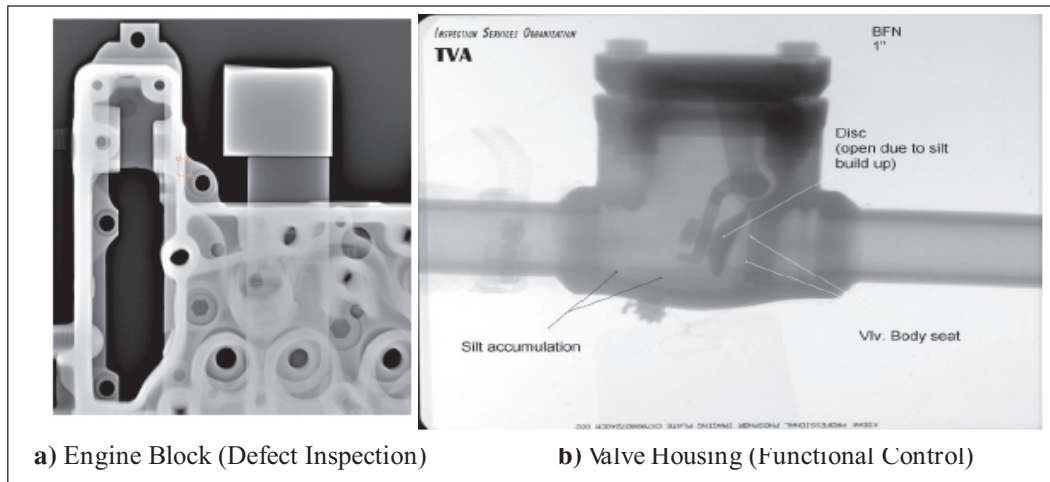 INSPECTION SERVICES ORGANIZATION
TVA
BFN
1"
Disc
(open due to silt
build up)
Silt accumulation
Vlv. Body seat
a) Engine Block (Defect Inspection)
b) Valve Housing (Functional Control)